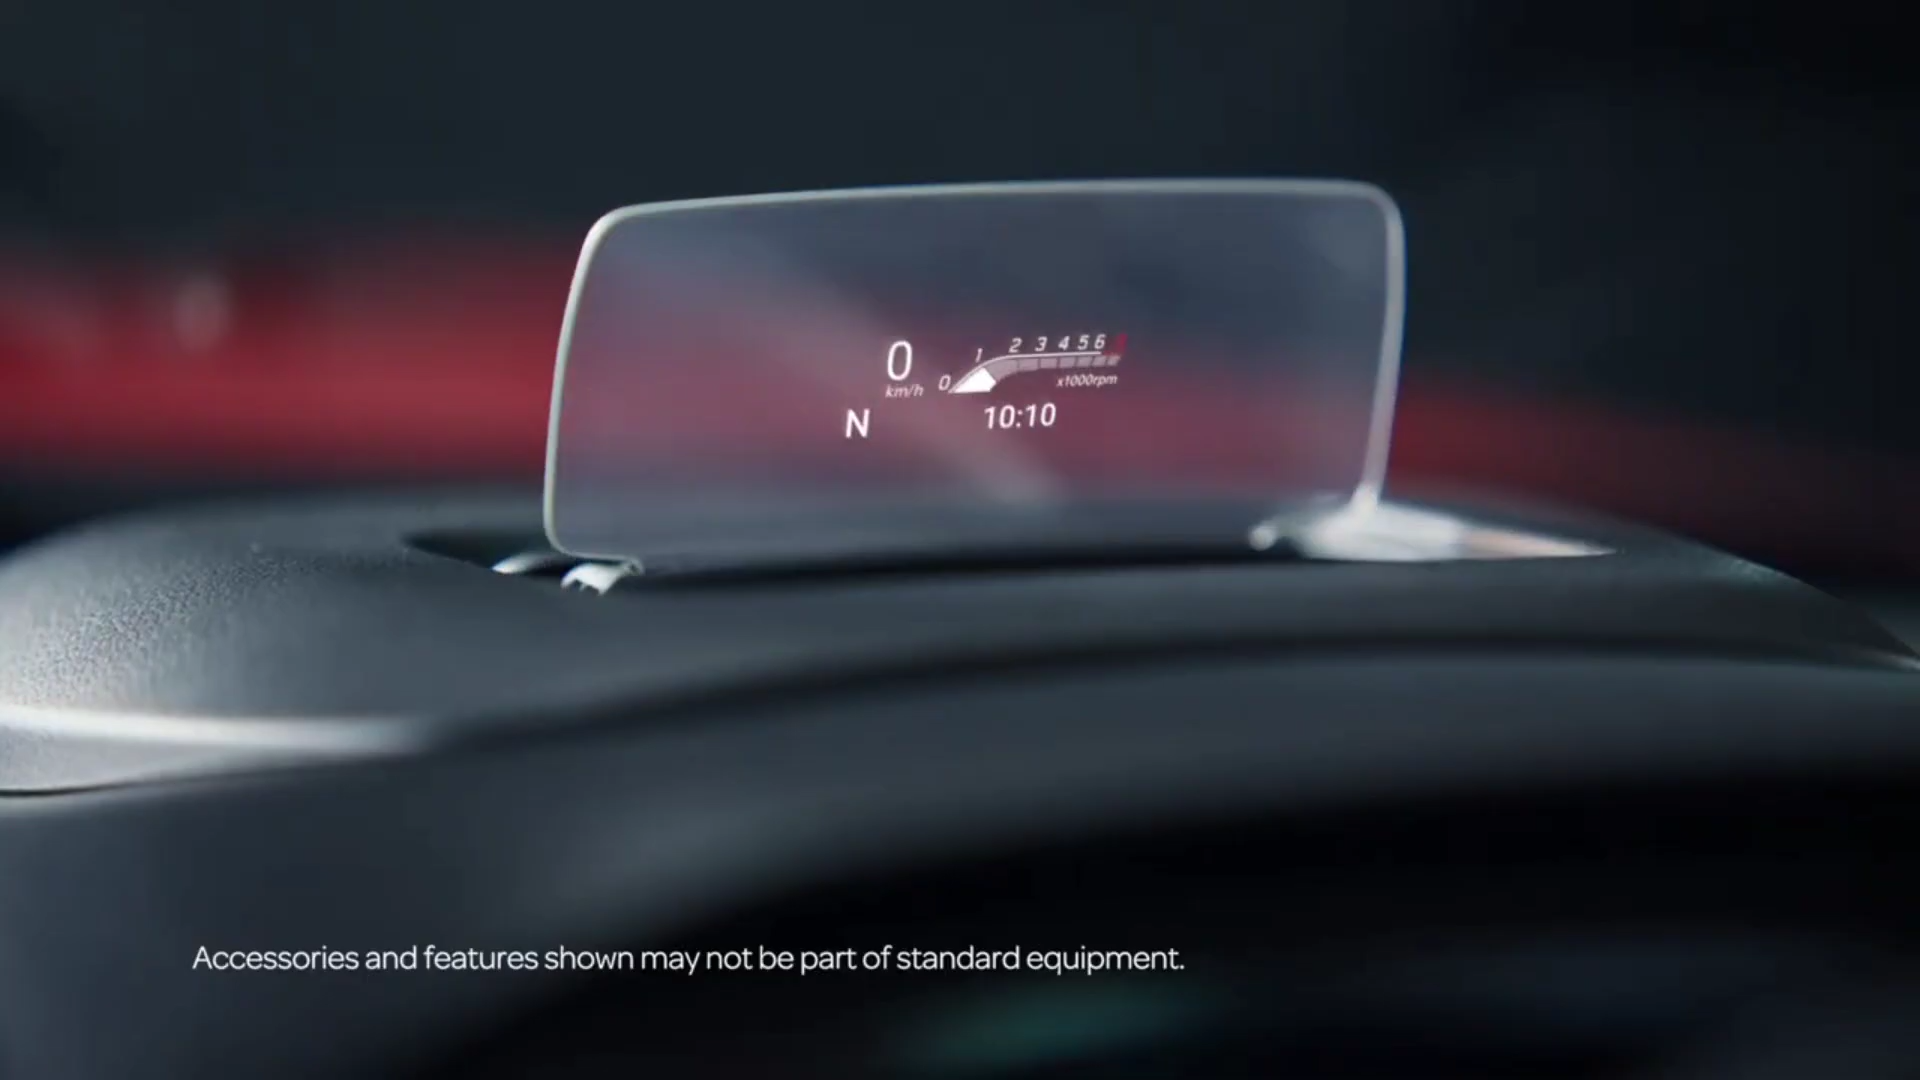 0
km/h
0 1 2 3 4 5 6
x1000rpm
N 10:10
Accessories and features shown may not be part of standard equipment.